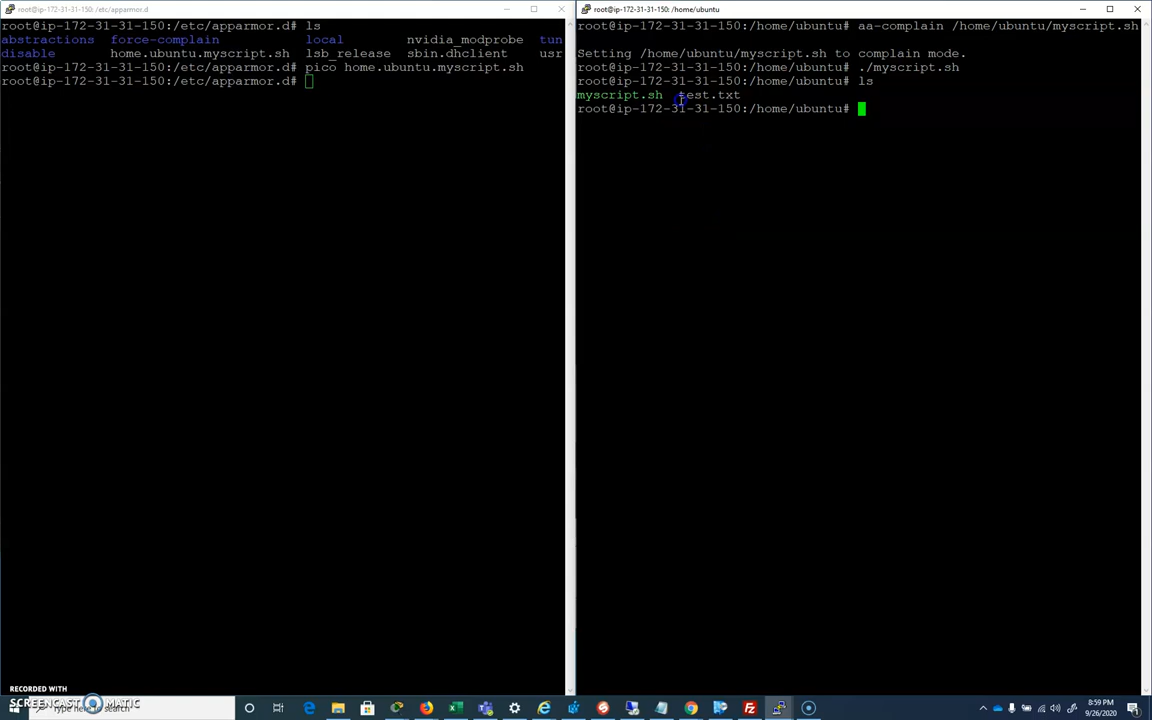 root@ip-172-31-31-150: /etc/apparmor.d
root@ip-172-31-31-150:/etc/apparmor.d# ls
abstractions force-complain local nvidia_modprobe tun
disable home.ubuntu.myscript.sh lsb_release sbin.dhclient usr
root@ip-172-31-31-150:/etc/apparmor.d# pico home.ubuntu.myscript.sh
root@ip-172-31-31-150:/etc/apparmor.d#
root@ip-172-31-31-150: /home/ubuntu
root@ip-172-31-31-150:/home/ubuntu# aa-complain /home/ubuntu/myscript.sh
Setting /home/ubuntu/myscript.sh to complain mode.
root@ip-172-31-31-150:/home/ubuntu# ./myscript.sh
root@ip-172-31-31-150:/home/ubuntu# ls
myscript.sh test.txt
root@ip-172-31-31-150:/home/ubuntu#
RECORDED WITH
SCREENCAST MATIC
Type here to search
8:59 PM
9/26/2020